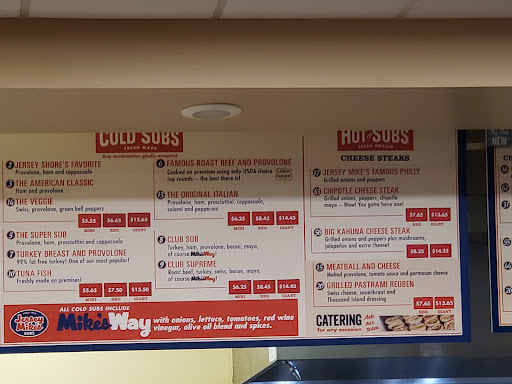 COLD SUBS
FRESH MADE
Any combination gladly accepted
2 JERSEY SHORE'S FAVORITE
Provolone, ham and cappacuolo
3 THE AMERICAN CLASSIC
Ham and provolone
14 THE VEGGIE
Swiss, provolone, green bell peppers
$5.55 $6.65 $12.65
MINI REG GIANT
5 THE SUPER SUB
Provolone, ham, prosciuttini and cappacuolo
7 TURKEY BREAST AND PROVOLONE
99% fat free turkey! One of our most popular!
10 TUNA FISH
Freshly made on premises!
$5.65 $7.50 $13.65
MINI REG GIANT
6 FAMOUS ROAST BEEF AND PROVOLONE
Cooked on premises using only USDA choice
top rounds – the best there is!
USDA
CHOICE
13 THE ORIGINAL ITALIAN
Provolone, ham, prosciuttini, cappacuolo,
salami and pepperoni
$6.25 $8.45 $14.45
MINI REG GIANT
8 CLUB SUB
Turkey, ham, provolone, bacon, mayo,
of course Mike'sWay!
9 CLUB SUPREME
Roast beef, turkey, swiss, bacon, mayo,
of course Mike'sWay!
$6.25 $8.45 $14.45
MINI REG GIANT
JERSEY
Mike's
SUBS
ALL COLD SUBS INCLUDE
Mike'sWay with onions, lettuce, tomatoes, red wine
vinegar, olive oil blend and spices.
HOT SUBS
FRESH GRILLED
CHEESE STEAKS
17 JERSEY MIKE'S FAMOUS PHILLY
Grilled onions and peppers
65 CHIPOTLE CHEESE STEAK
Grilled onions, peppers, chipotle
mayo – Wow! You gotta have one!
$7.65 $13.65
REG GIANT
50 BIG KAHUNA CHEESE STEAK
Grilled onions and peppers plus mushrooms,
jalapeños and extra cheese!
$8.25 $14.25
REG GIANT
15 MEATBALL AND CHEESE
Melted provolone, tomato sauce and parmesan cheese
20 GRILLED PASTRAMI REUBEN
Swiss cheese, sauerkraut and
Thousand Island dressing
$7.65 $13.65
REG GIANT
CATERING
for any occasion
Ask
NEW